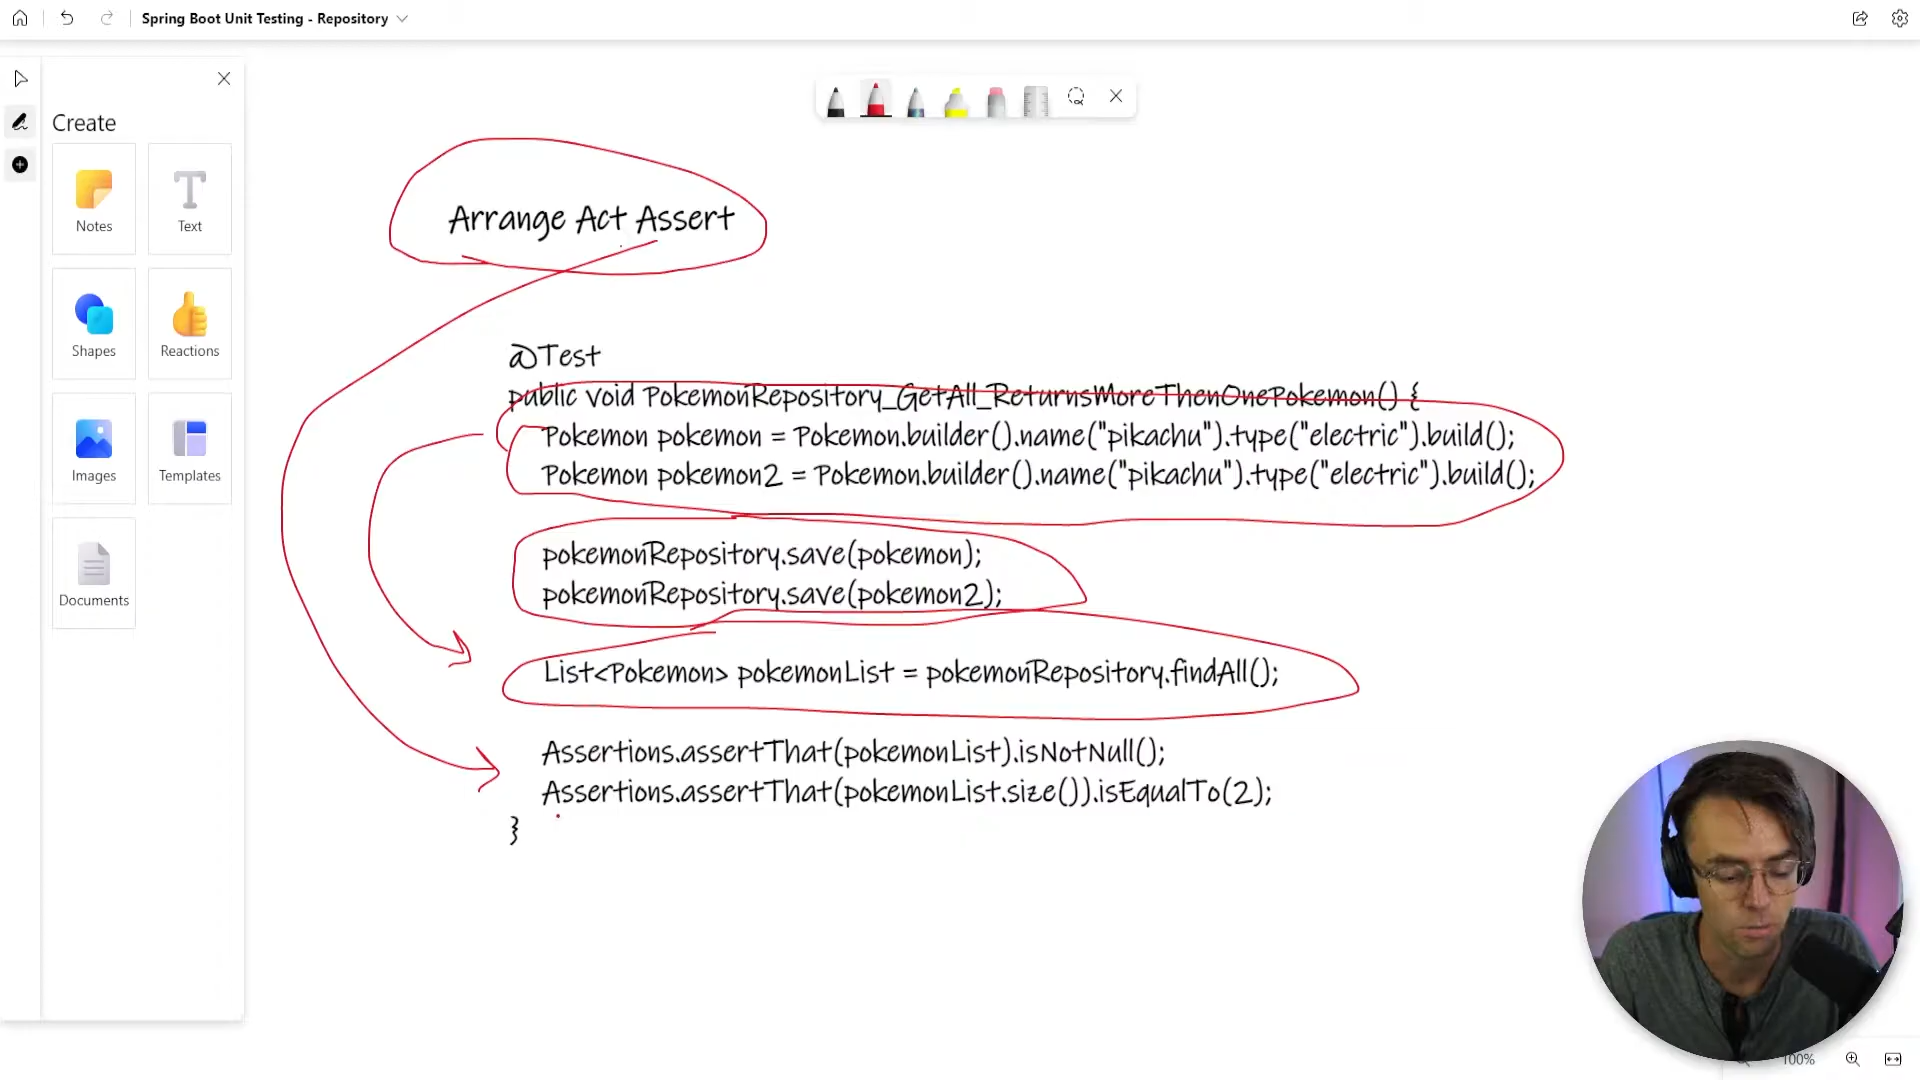 Spring Boot Unit Testing - Repository
Create
Notes
Text
Shapes
Reactions
Images
Templates
Documents
Arrange Act Assert
@Test
public void PokemonRepository_GetAll_ReturnsMoreThenOnePokemon() {
Pokemon pokemon = Pokemon.builder().name("pikachu").type("electric").build();
Pokemon pokemon2 = Pokemon.builder().name("pikachu").type("electric").build();
pokemonRepository.save(pokemon);
pokemonRepository.save(pokemon2);
List<Pokemon> pokemonList = pokemonRepository.findAll();
Assertions.assertThat(pokemonList).isNotNull();
Assertions.assertThat(pokemonList.size()).isEqualTo(2);
}
100%